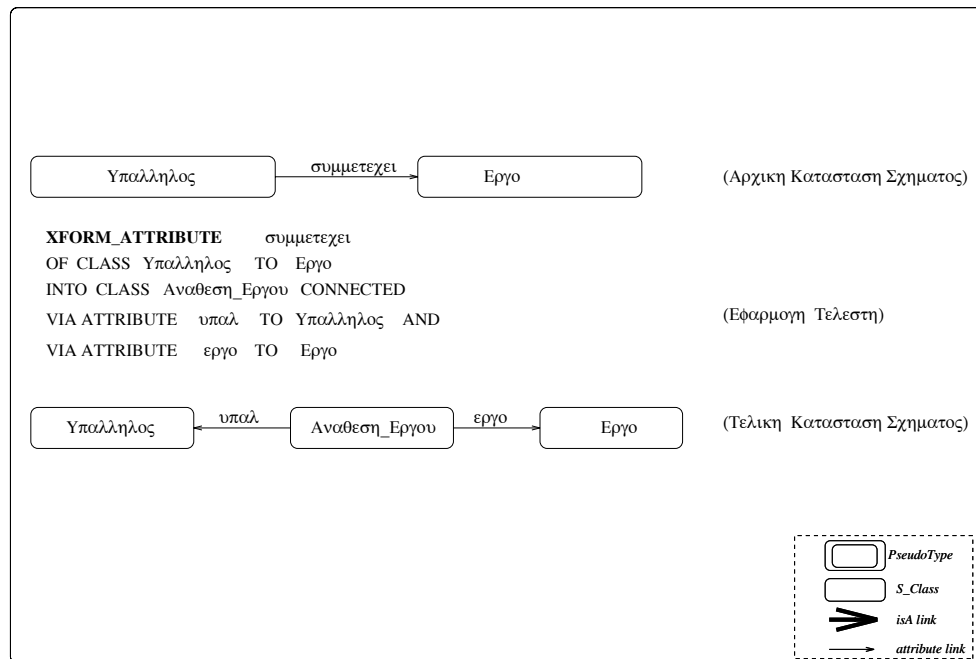 συμμετεχει
Υπαλληλος Εργο (Αρχικη Κατασταση Σχηματος)
XFORM_ATTRIBUTE συμμετεχει
OF CLASS Υπαλληλος TO Εργο
INTO CLASS Αναθεση_Εργου CONNECTED
VIA ATTRIBUTE υπαλ TO Υπαλληλος AND (Εφαρμογη Τελεστη)
VIA ATTRIBUTE εργο TO Εργο
υπαλ εργο
Υπαλληλος Αναθεση_Εργου Εργο (Τελικη Κατασταση Σχηματος)
PseudoType
S_Class
isA link
attribute link